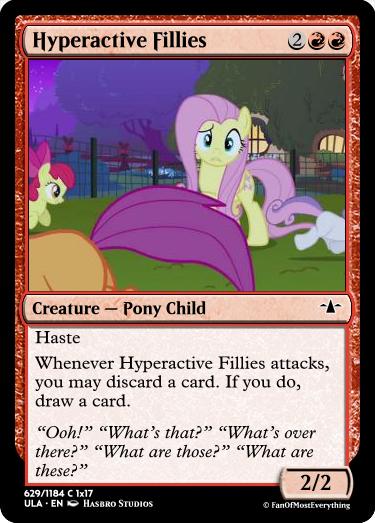 Hyperactive Fillies 2
Creature — Pony Child
Haste
Whenever Hyperactive Fillies attacks,
you may discard a card. If you do,
draw a card.
“Ooh!” “What's that?” “What's over
there?” “What are those?” “What are
these?”
2/2
629/1184 C 1x17
ULA · EN Hasbro Studios
© FanOfMostEverything